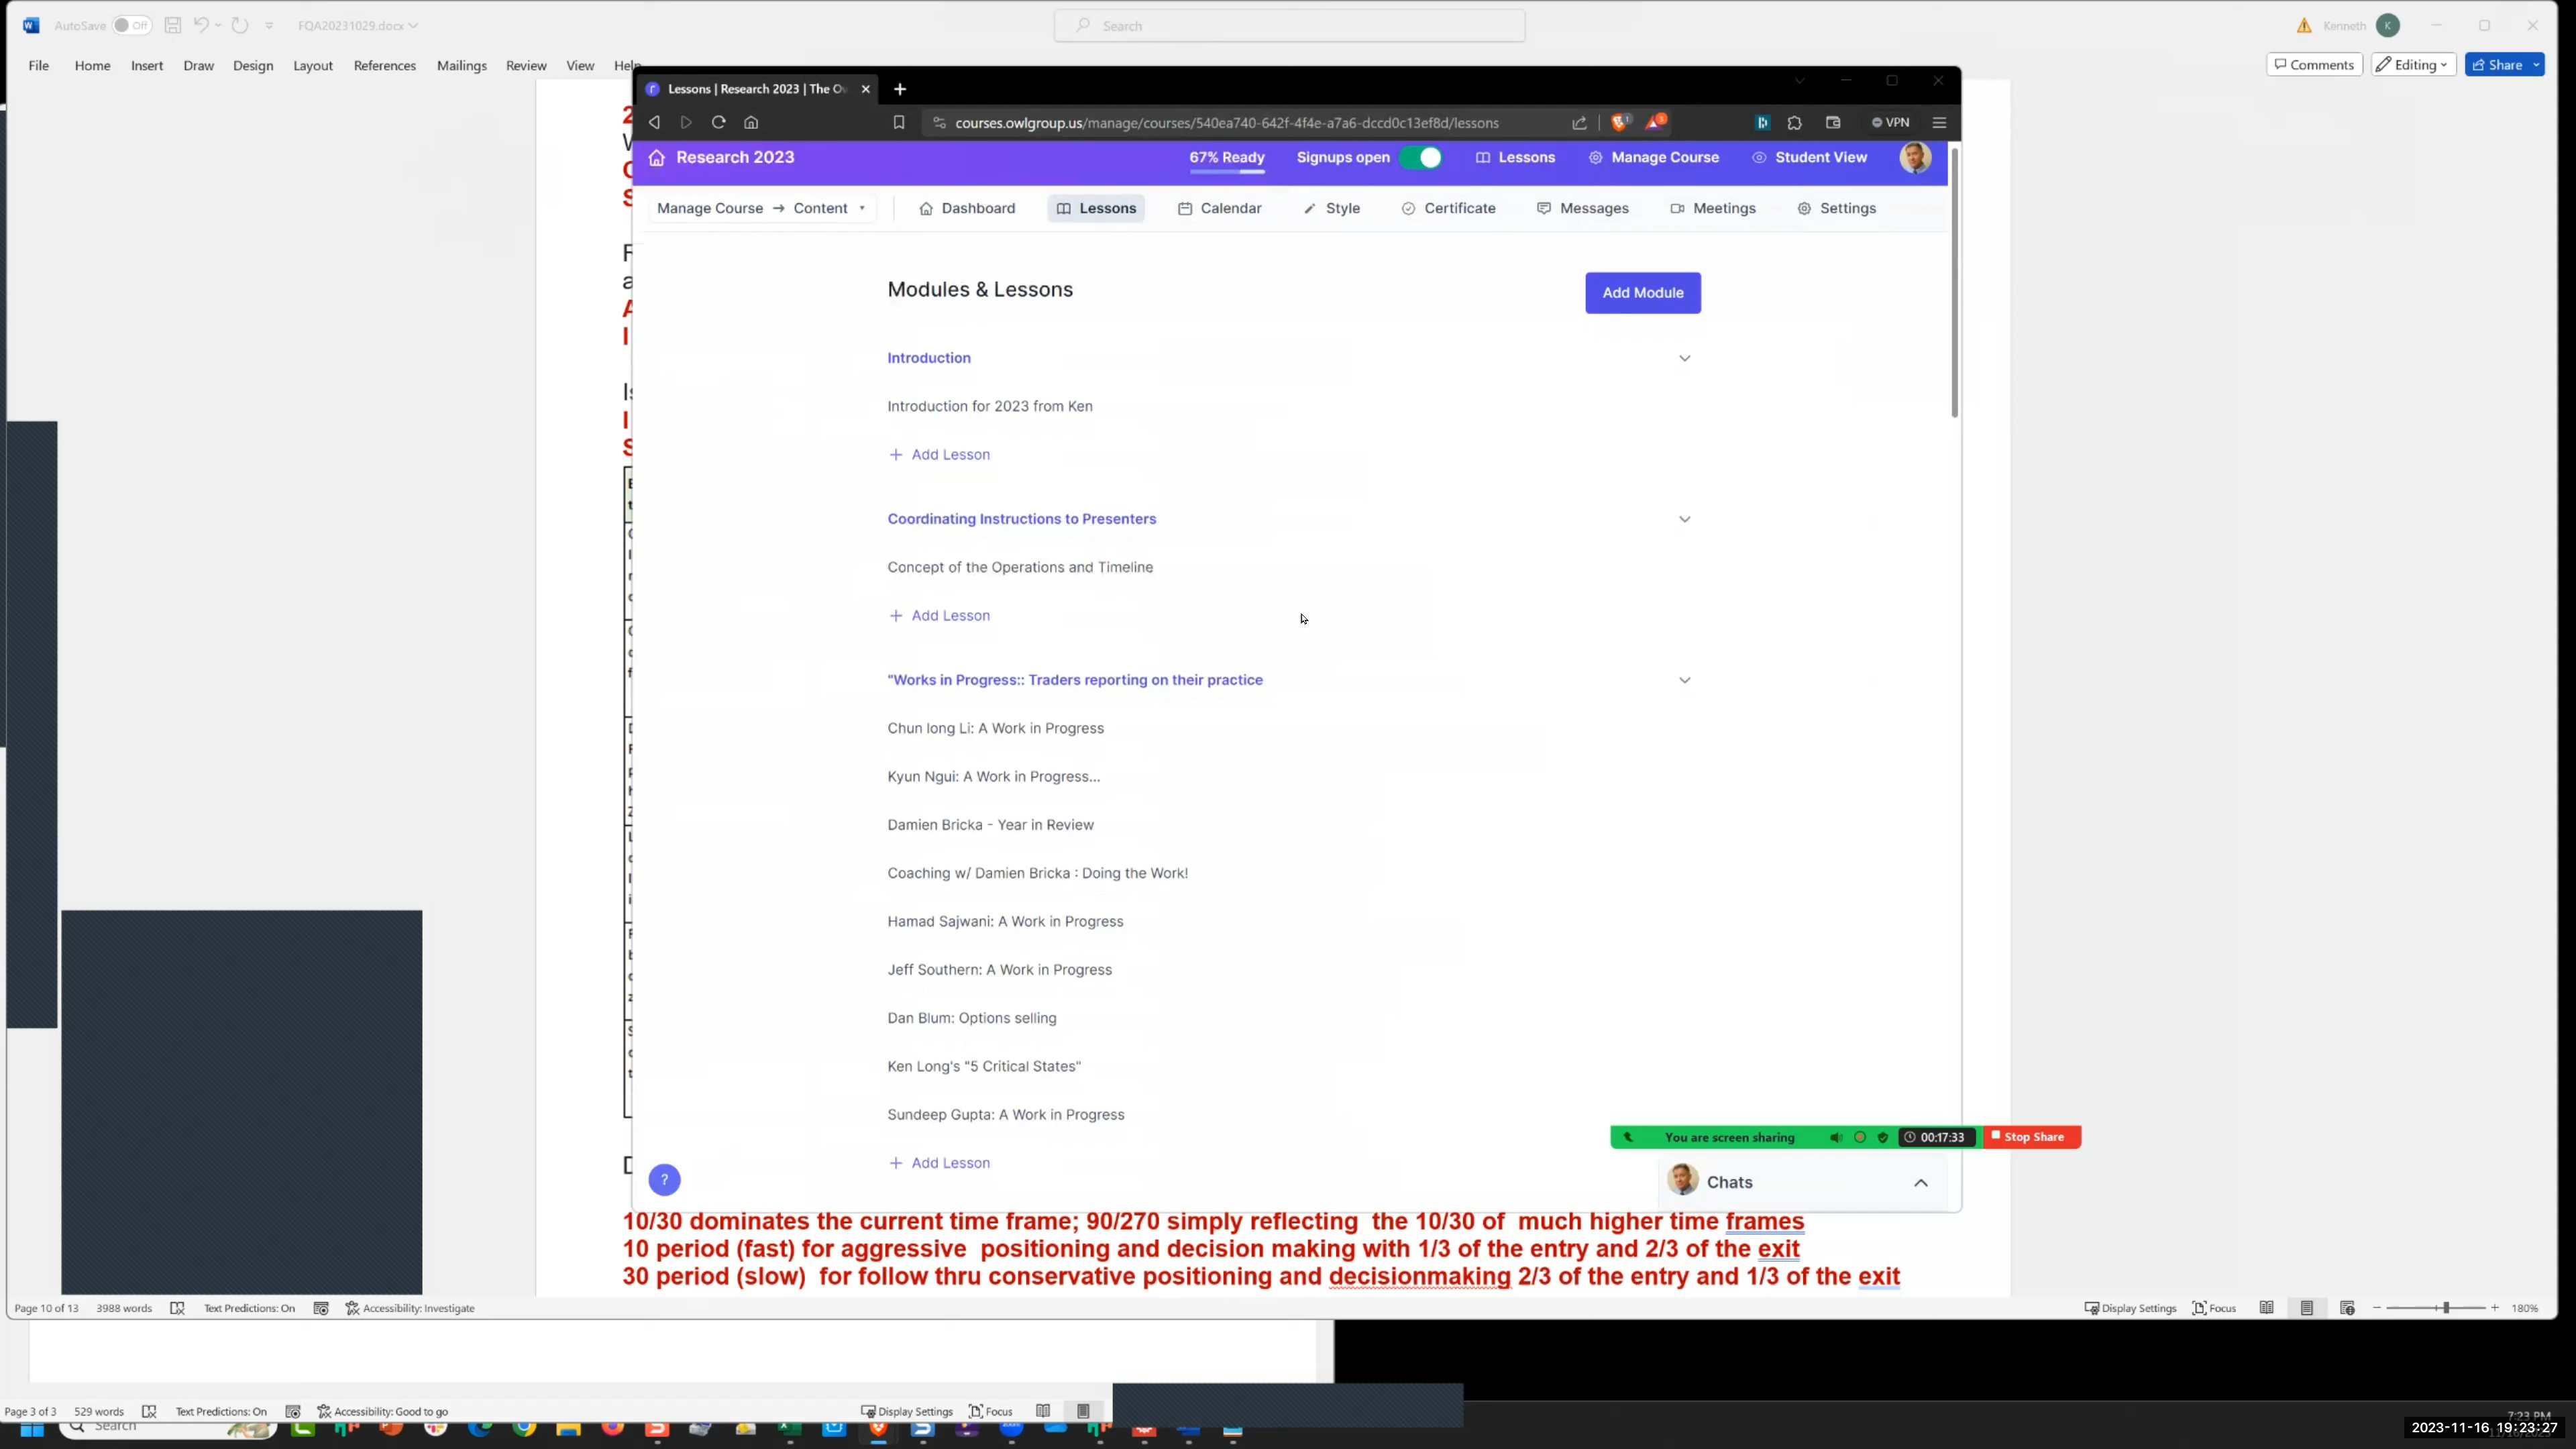 AutoSave Off FQA20231029.docx Search Kenneth K
File Home Insert Draw Design Layout References Mailings Review View Help Comments Editing Share
Lessons | Research 2023 | The Ow
courses.owlgroup.us/manage/courses/540ea740-642f-4f4e-a7a6-dccd0c13ef8d/lessons VPN
Research 2023 67% Ready Signups open Lessons Manage Course Student View
Manage Course → Content Dashboard Lessons Calendar Style Certificate Messages Meetings Settings
Modules & Lessons Add Module
Introduction
Introduction for 2023 from Ken
+ Add Lesson
Coordinating Instructions to Presenters
Concept of the Operations and Timeline
+ Add Lesson
"Works in Progress:: Traders reporting on their practice
Chun long Li: A Work in Progress
Kyun Ngui: A Work in Progress...
Damien Bricka - Year in Review
Coaching w/ Damien Bricka : Doing the Work!
Hamad Sajwani: A Work in Progress
Jeff Southern: A Work in Progress
Dan Blum: Options selling
Ken Long's "5 Critical States"
Sundeep Gupta: A Work in Progress
You are screen sharing 00:17:33 Stop Share
+ Add Lesson
? Chats
10/30 dominates the current time frame; 90/270 simply reflecting the 10/30 of much higher time frames
10 period (fast) for aggressive positioning and decision making with 1/3 of the entry and 2/3 of the exit
30 period (slow) for follow thru conservative positioning and decisionmaking 2/3 of the entry and 1/3 of the exit
Page 10 of 13 3988 words Text Predictions: On Accessibility: Investigate Display Settings Focus 180%
Page 3 of 3 529 words Text Predictions: On Accessibility: Good to go Display Settings Focus
Search
7:23 PM
2023-11-16 19:23:27